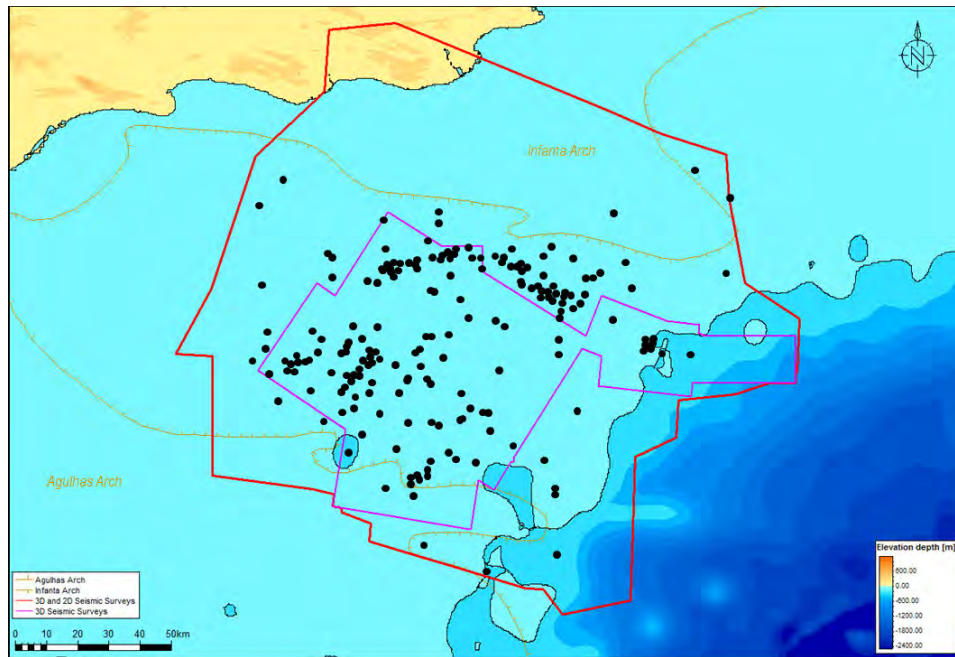 N
Infanta Arch
Agulhas Arch
Agulhas Arch
Infanta Arch
3D and 2D Seismic Surveys
3D Seismic Surveys
0 10 20 30 40 50km
Elevation depth [m]
600.00
0.00
-600.00
-1200.00
-1800.00
-2400.00